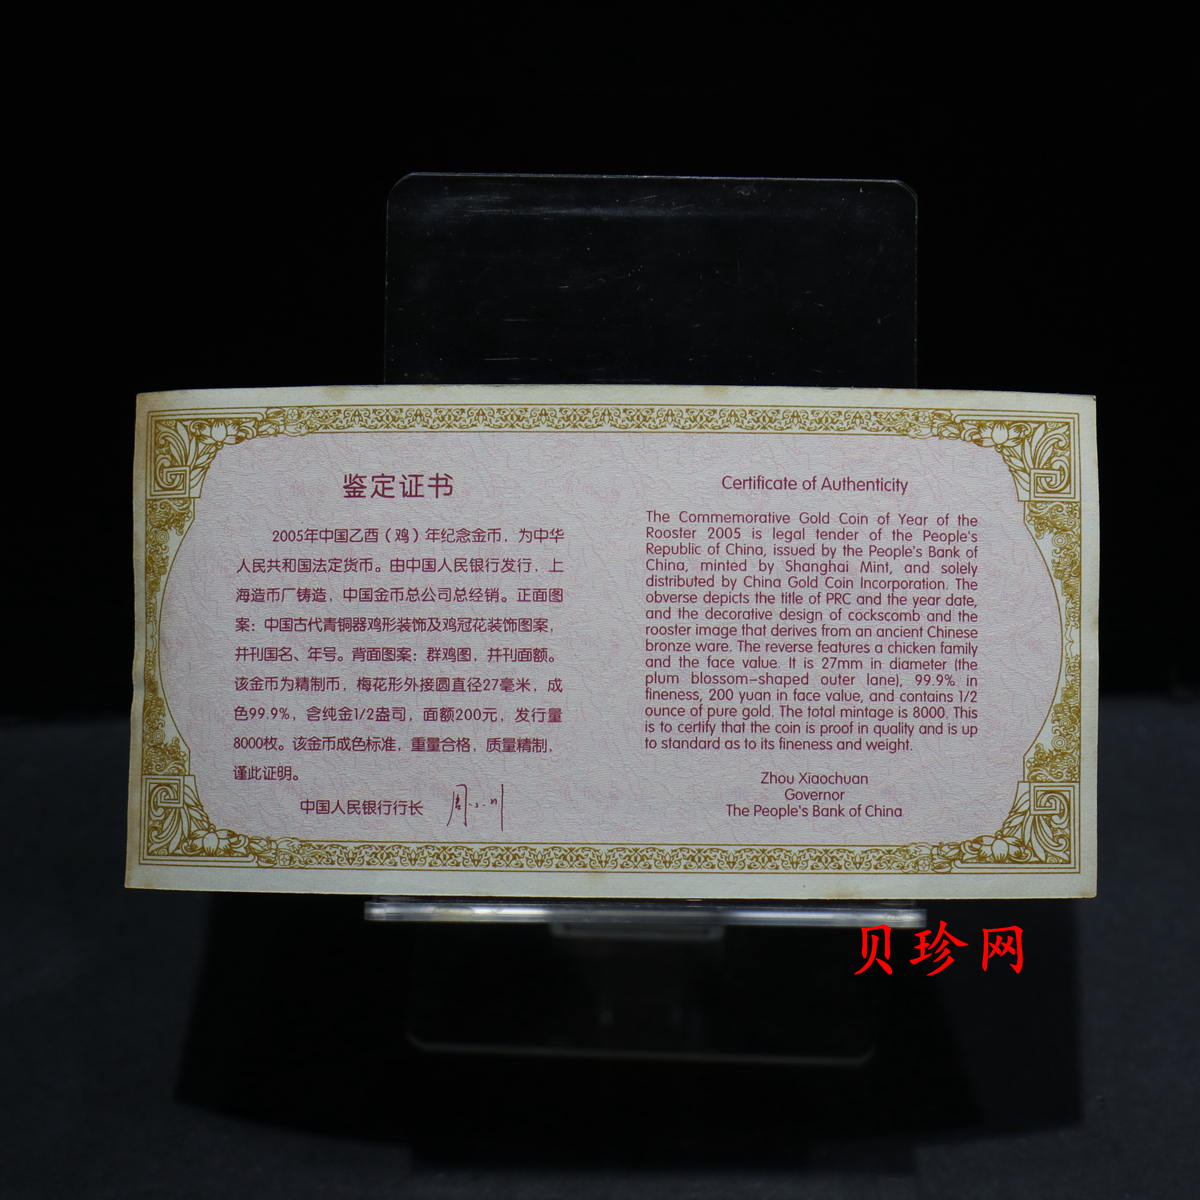 鉴定证书
2005年中国乙酉（鸡）年纪念金币，为中华
人民共和国法定货币。由中国人民银行发行，上
海造币厂铸造，中国金币总公司总经销。正面图
案：中国古代青铜器鸡形装饰及鸡冠花装饰图案，
并刊国名、年号。背面图案：群鸡图，并刊面额。
该金币为精制币，梅花形外接圆直径27毫米，成
色99.9%，含纯金1/2盎司，面额200元，发行量
8000枚。该金币成色标准，重量合格，质量精制，
谨此证明。
中国人民银行行长 周小川
Certificate of Authenticity
The Commemorative Gold Coin of Year of the
Rooster 2005 is legal tender of the People's
Republic of China, issued by the People's Bank of
China, minted by Shanghai Mint, and solely
distributed by China Gold Coin Incorporation. The
obverse depicts the title of PRC and the year date,
and the decorative design of cockscomb and the
rooster image that derives from an ancient Chinese
bronze ware. The reverse features a chicken family
and the face value. It is 27mm in diameter (the
plum blossom-shaped outer lane), 99.9% in
fineness, 200 yuan in face value, and contains 1/2
ounce of pure gold. The total mintage is 8000. This
is to certify that the coin is proof in quality and is up
to standard as to its fineness and weight.
Zhou Xiaochuan
Governor
The People's Bank of China
贝珍网